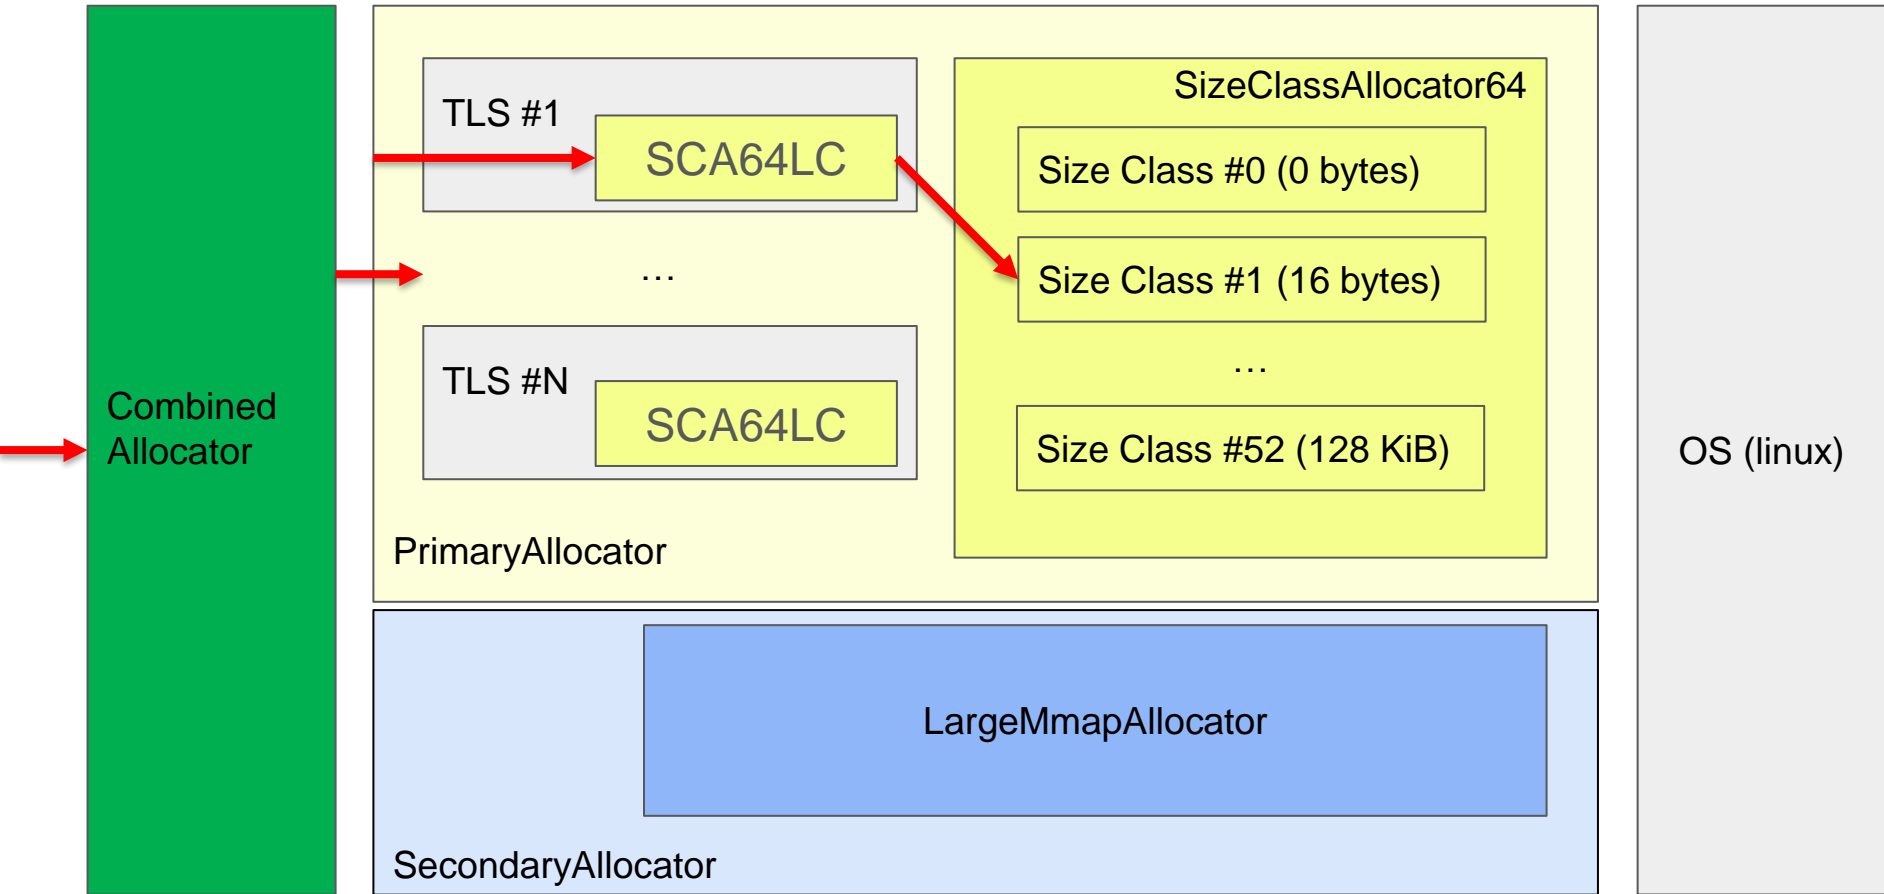 Combined
Allocator
TLS #1
SCA64LC
…
TLS #N
SCA64LC
PrimaryAllocator
SizeClassAllocator64
Size Class #0 (0 bytes)
Size Class #1 (16 bytes)
…
Size Class #52 (128 KiB)
LargeMmapAllocator
SecondaryAllocator
OS (linux)